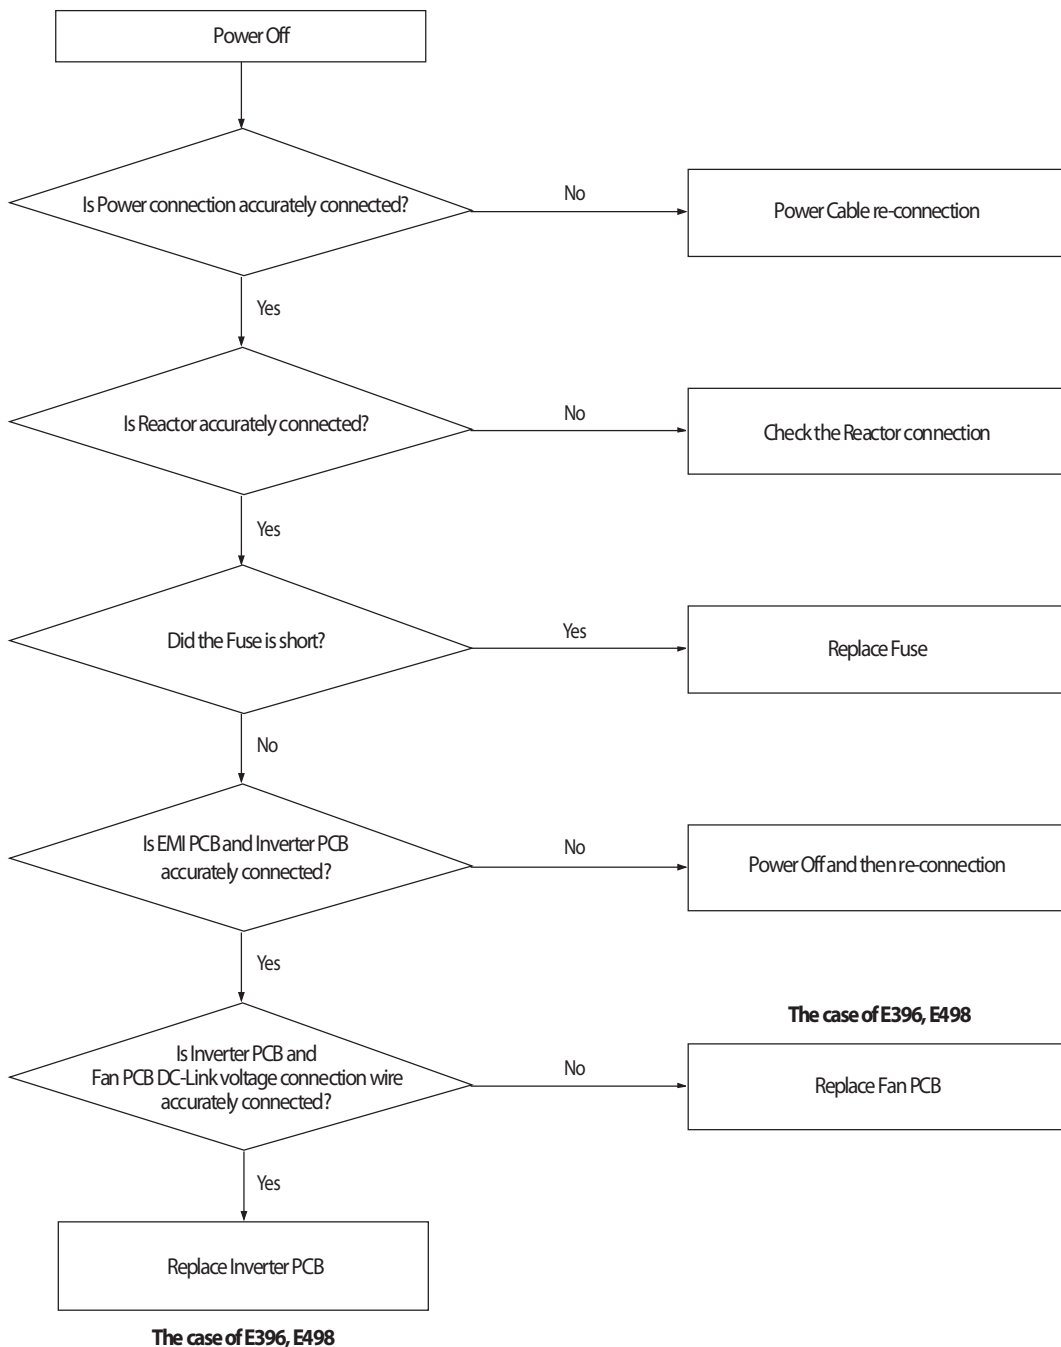 Power Off
Is Power connection accurately connected?
No
Power Cable re-connection
Yes
Is Reactor accurately connected?
No
Check the Reactor connection
Yes
Did the Fuse is short?
Yes
Replace Fuse
No
Is EMI PCB and Inverter PCB
accurately connected?
No
Power Off and then re-connection
Yes
The case of E396, E498
Is Inverter PCB and
Fan PCB DC-Link voltage connection wire
accurately connected?
No
Replace Fan PCB
Yes
Replace Inverter PCB
The case of E396, E498